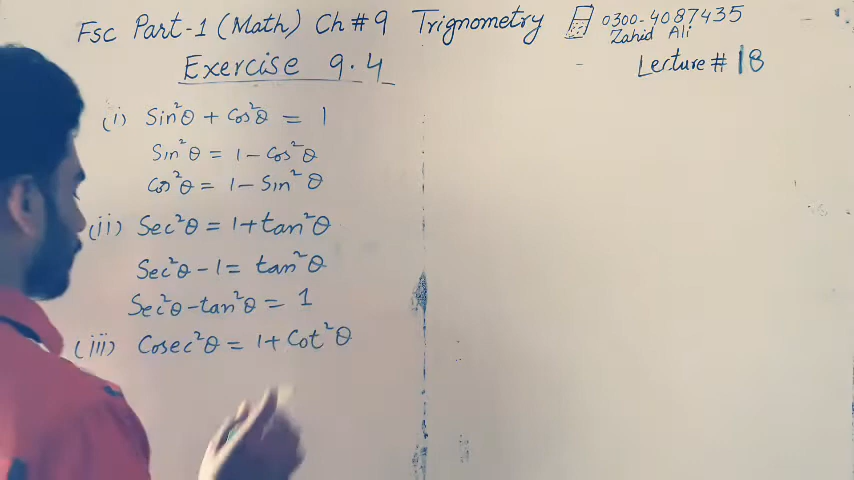 Fsc Part-1 (Math) Ch # 9 Trignometry 0300-4087435
Zahid Ali
Exercise 9.4
Lecture # 18
(i) Sin²θ + Cos²θ = 1
Sin²θ = 1 - Cos²θ
Cos²θ = 1 - Sin²θ
(ii) Sec²θ = 1 + tan²θ
Sec²θ - 1 = tan²θ
Sec²θ - tan²θ = 1
(iii) Cosec²θ = 1 + Cot²θ